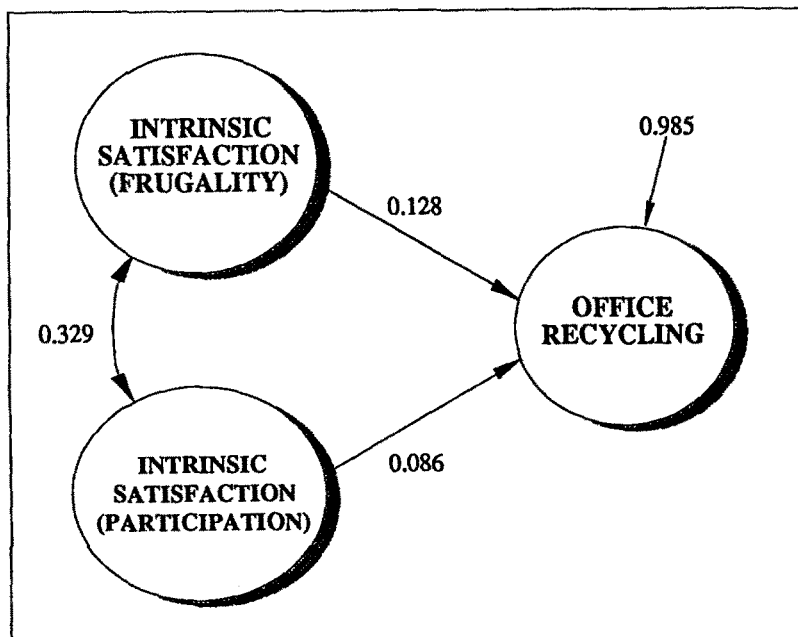 INTRINSIC
SATISFACTION
(FRUGALITY)
0.985
0.128
OFFICE
RECYCLING
0.329
0.086
INTRINSIC
SATISFACTION
(PARTICIPATION)